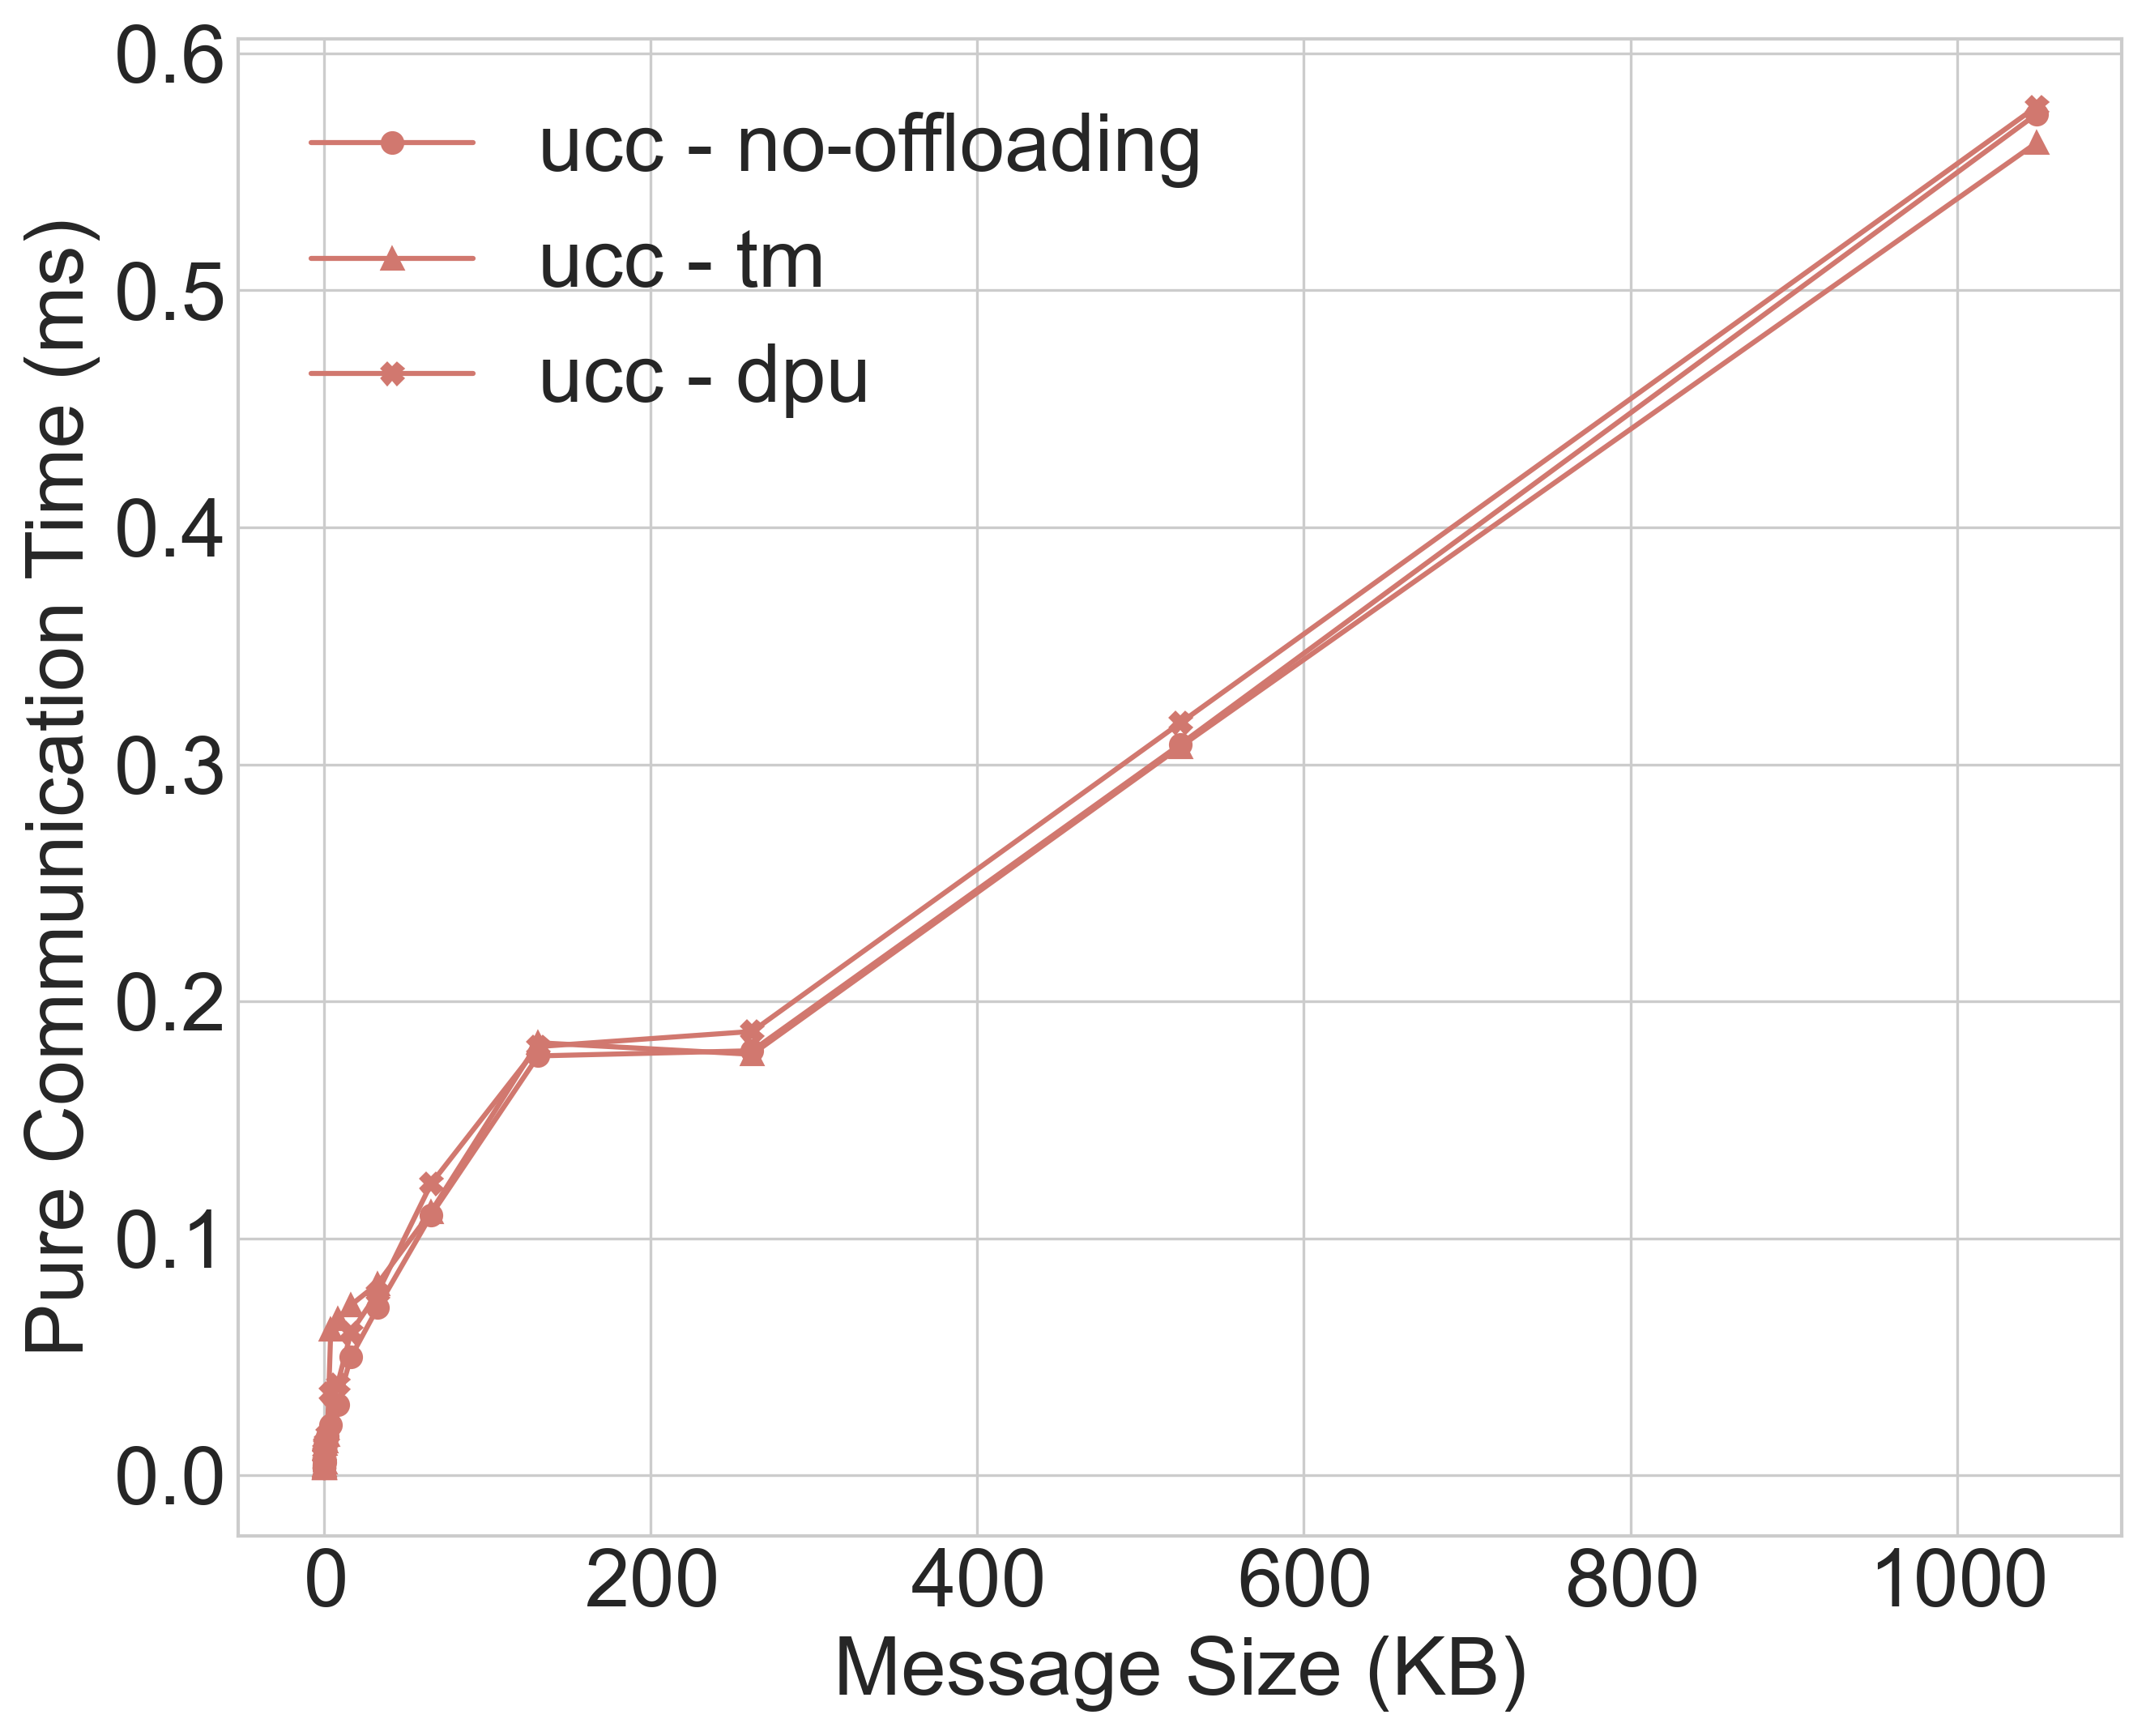 Pure Communication Time (ms)
0.6
0.5
0.4
0.3
0.2
0.1
0.0
ucc - no-offloading
ucc - tm
ucc - dpu
0 200 400 600 800 1000
Message Size (KB)